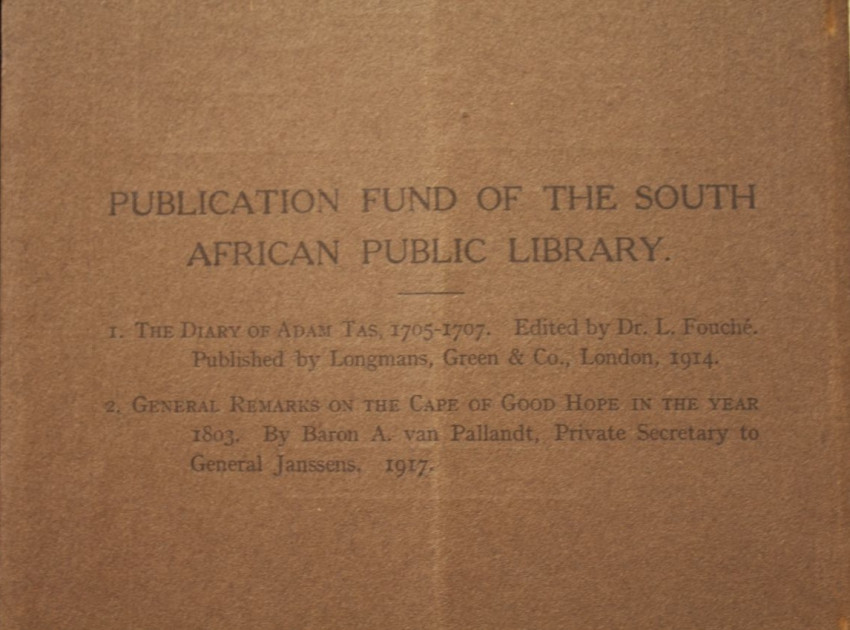 PUBLICATION FUND OF THE SOUTH
AFRICAN PUBLIC LIBRARY.
1. THE DIARY OF ADAM TAS, 1705-1707. Edited by Dr. L. Fouché.
Published by Longmans, Green & Co., London, 1914.
2. GENERAL REMARKS ON THE CAPE OF GOOD HOPE IN THE YEAR
1803. By Baron A. van Pallandt, Private Secretary to
General Janssens. 1917.